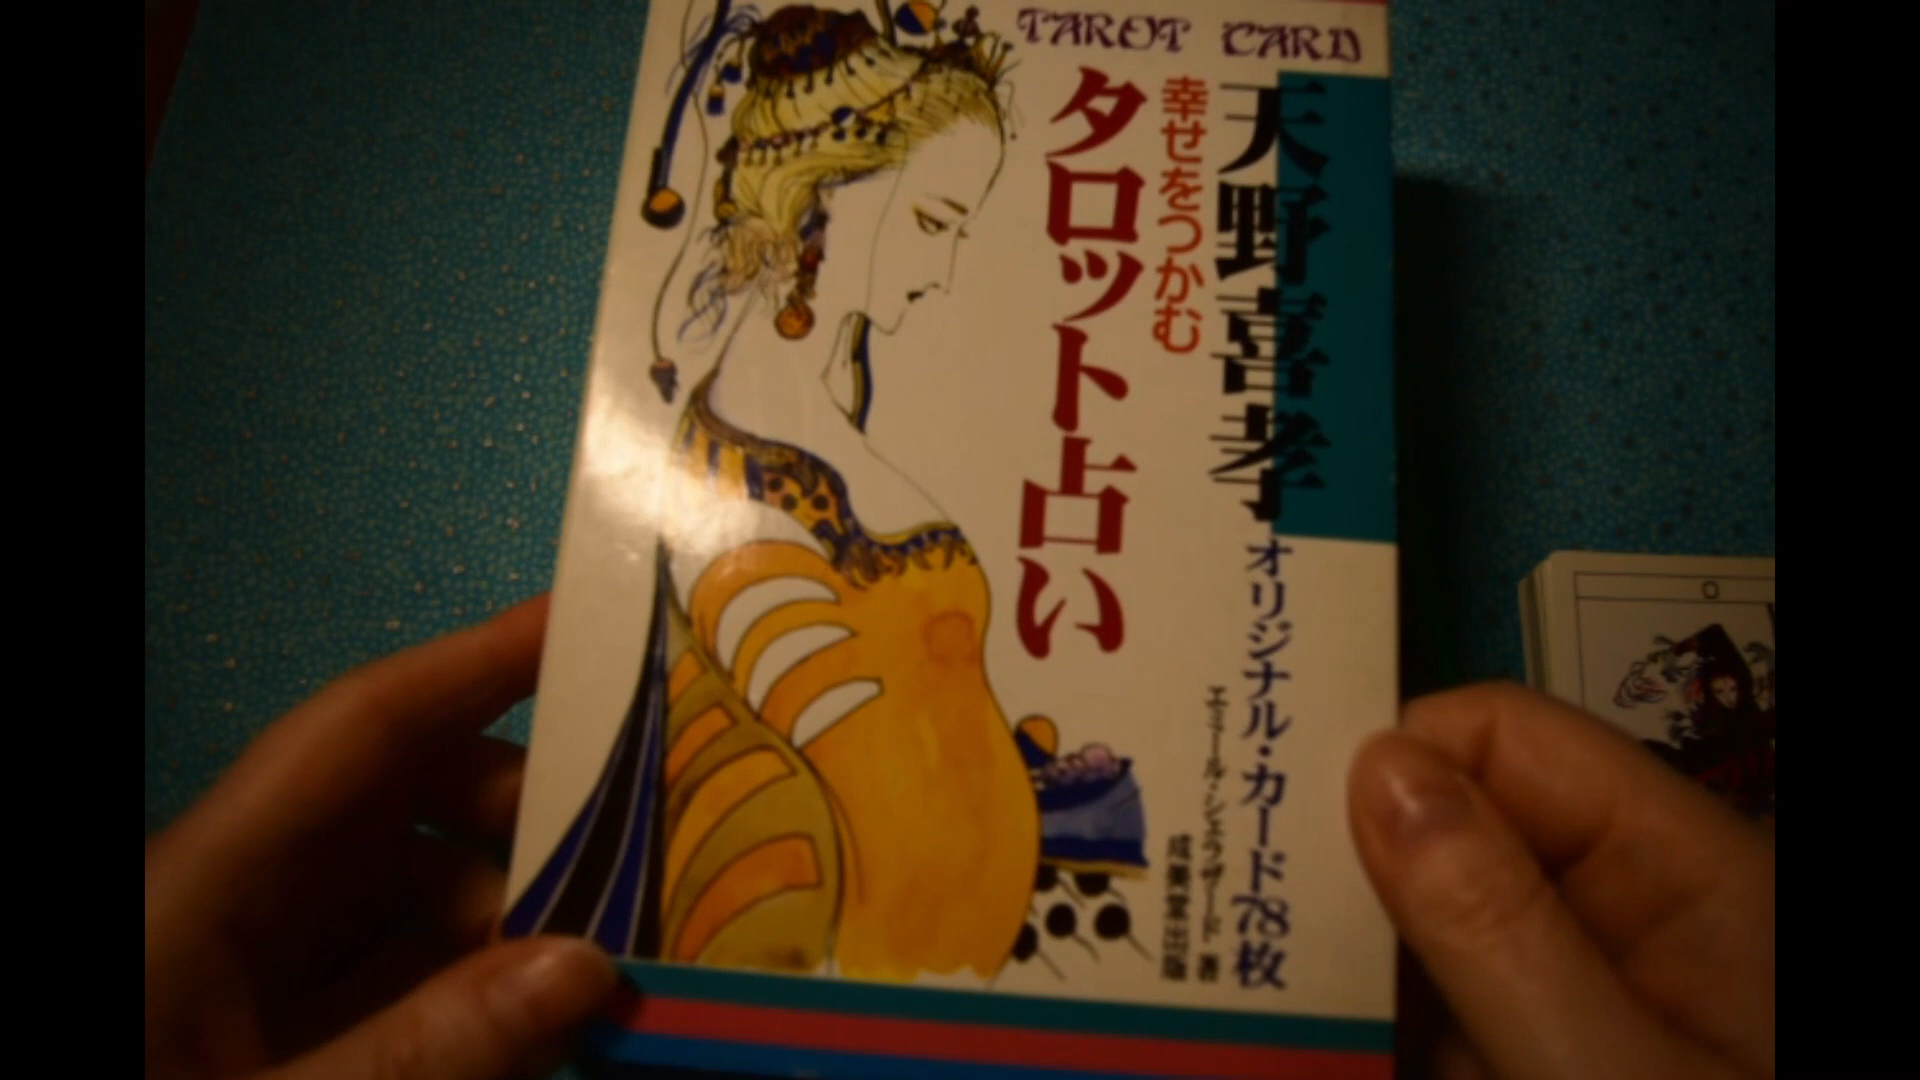 TAROT CARD
天野喜孝
オリジナル・カード78枚
幸せをつかむ
タロット占い
エミール・シェラザード 著
成美堂出版
0